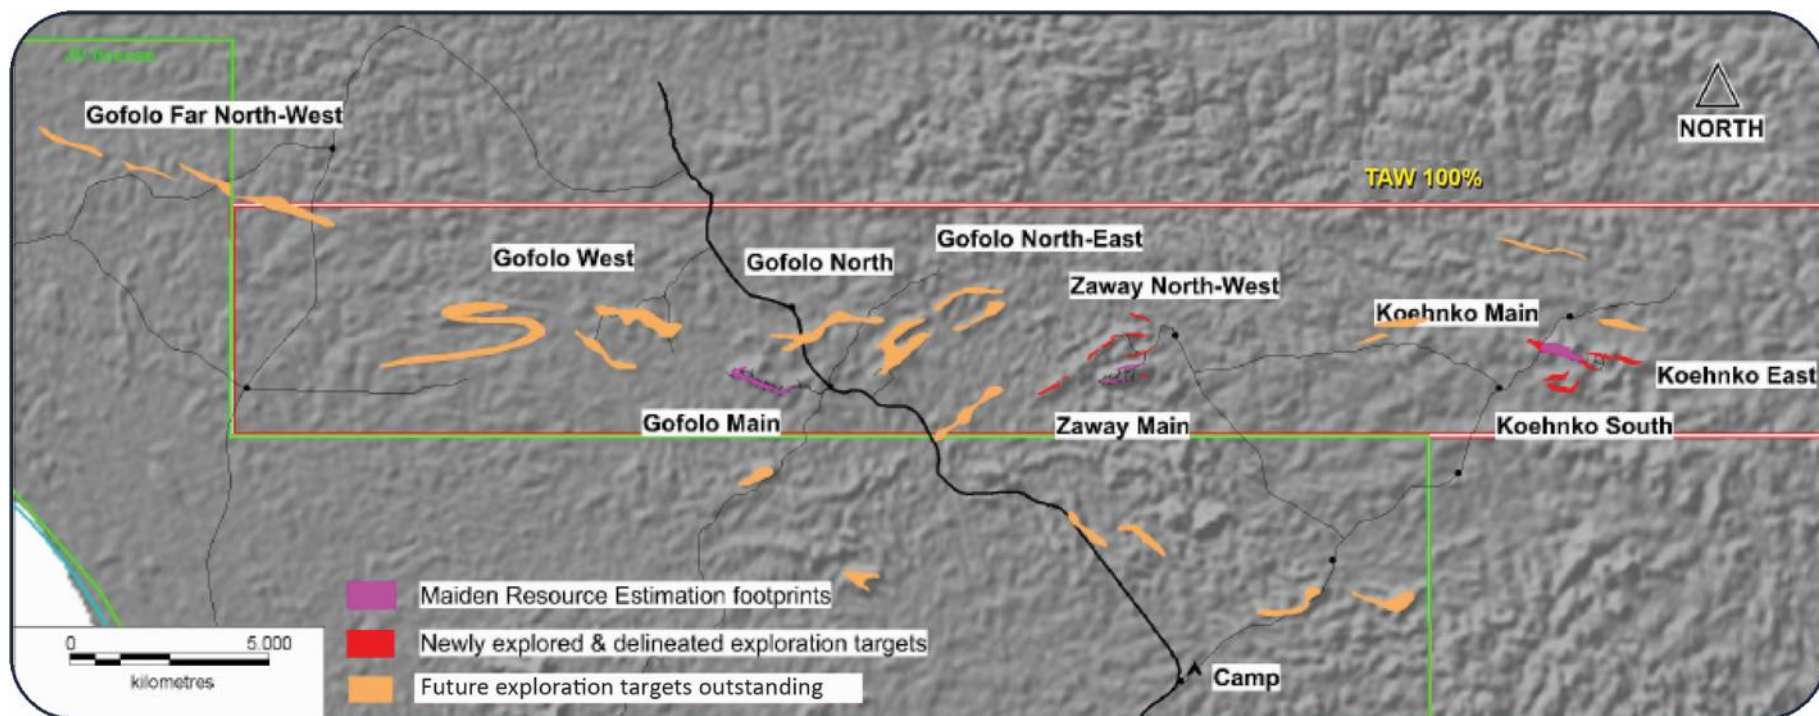 JV licence
Gofolo Far North-West
NORTH
TAW 100%
Gofolo North-East
Gofolo West
Gofolo North
Zaway North-West
Koehnko Main
Koehnko East
Gofolo Main
Zaway Main
Koehnko South
Maiden Resource Estimation footprints
Newly explored & delineated exploration targets
Future exploration targets outstanding
0 5.000
kilometres
Camp